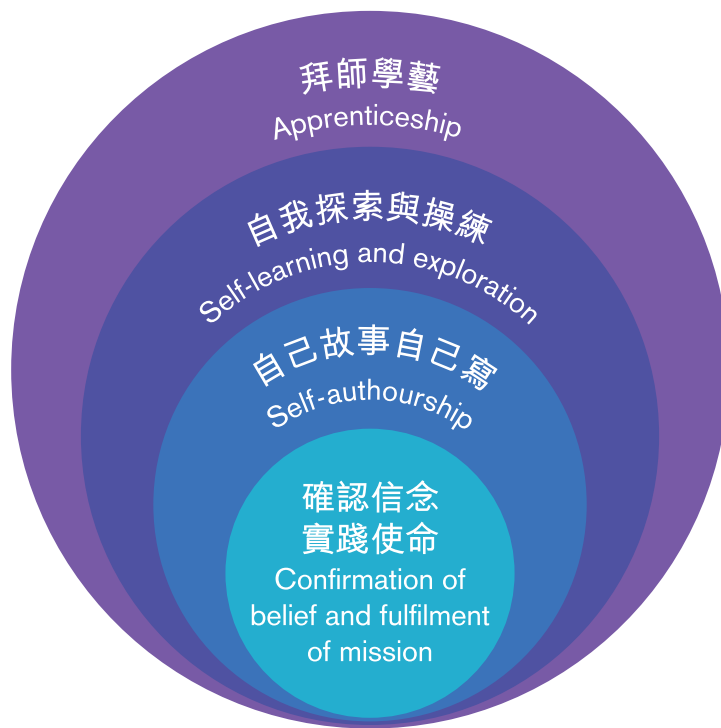 拜師學藝
Apprenticeship
自我探索與操練
Self-learning and exploration
自己故事自己寫
Self-authourship
確認信念
實踐使命
Confirmation of
belief and fulfilment
of mission